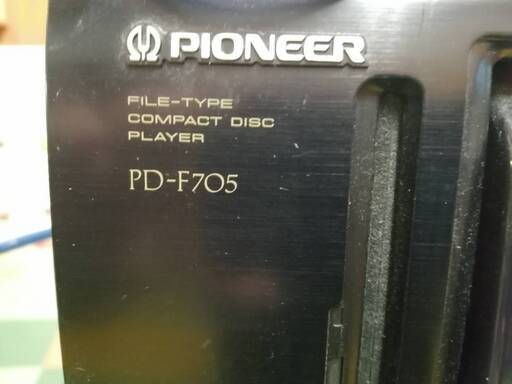 PIONEER
FILE-TYPE
COMPACT DISC
PLAYER
PD-F705